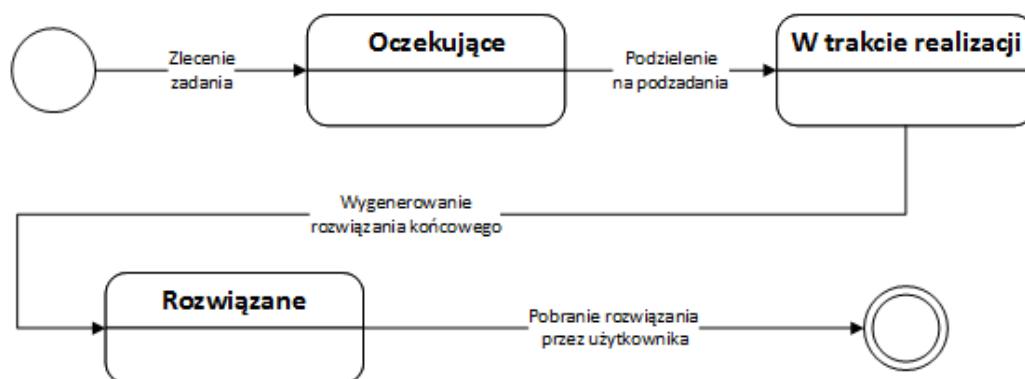 Oczekujące
W trakcie realizacji
Zlecenie
zadania
Podzielenie
na podzadania
Wygenerowanie
rozwiązania końcowego
Rozwiązane
Pobranie rozwiązania
przez użytkownika